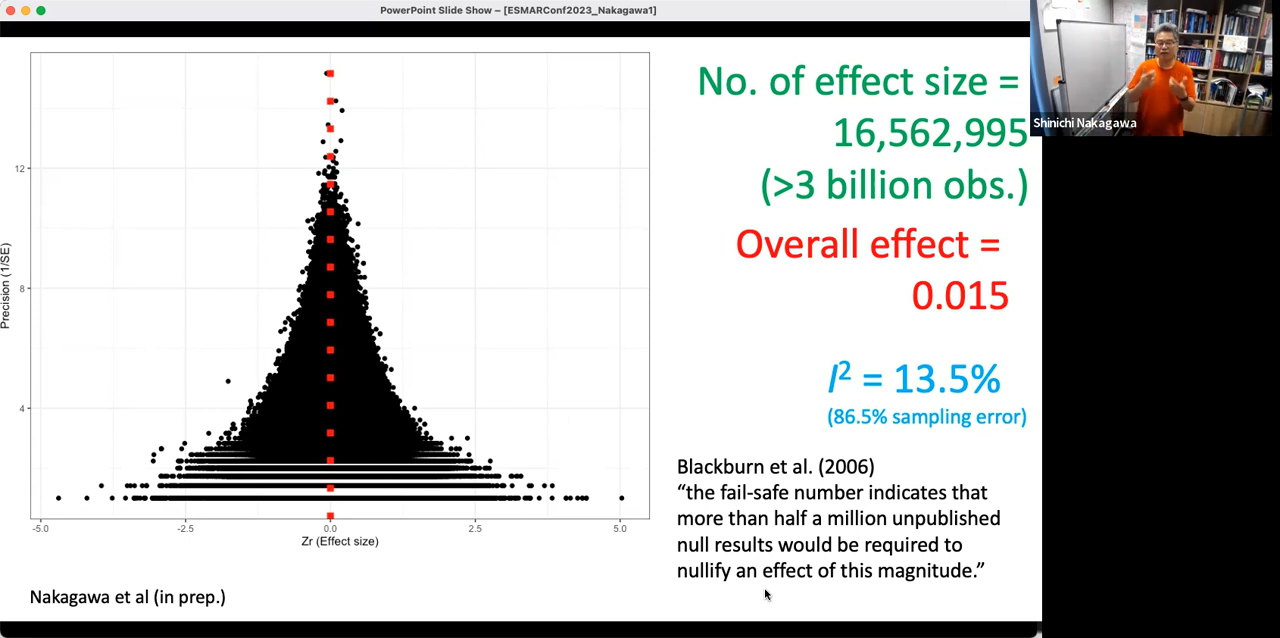 PowerPoint Slide Show – [ESMARConf2023_Nakagawa1]
Shinichi Nakagawa
No. of effect size =
16,562,995
(>3 billion obs.)
Overall effect =
0.015
I² = 13.5%
(86.5% sampling error)
Blackburn et al. (2006)
“the fail-safe number indicates that
more than half a million unpublished
null results would be required to
nullify an effect of this magnitude.”
Precision (1/SE)
12
8
4
-5.0
-2.5
0.0
2.5
5.0
Zr (Effect size)
Nakagawa et al (in prep.)